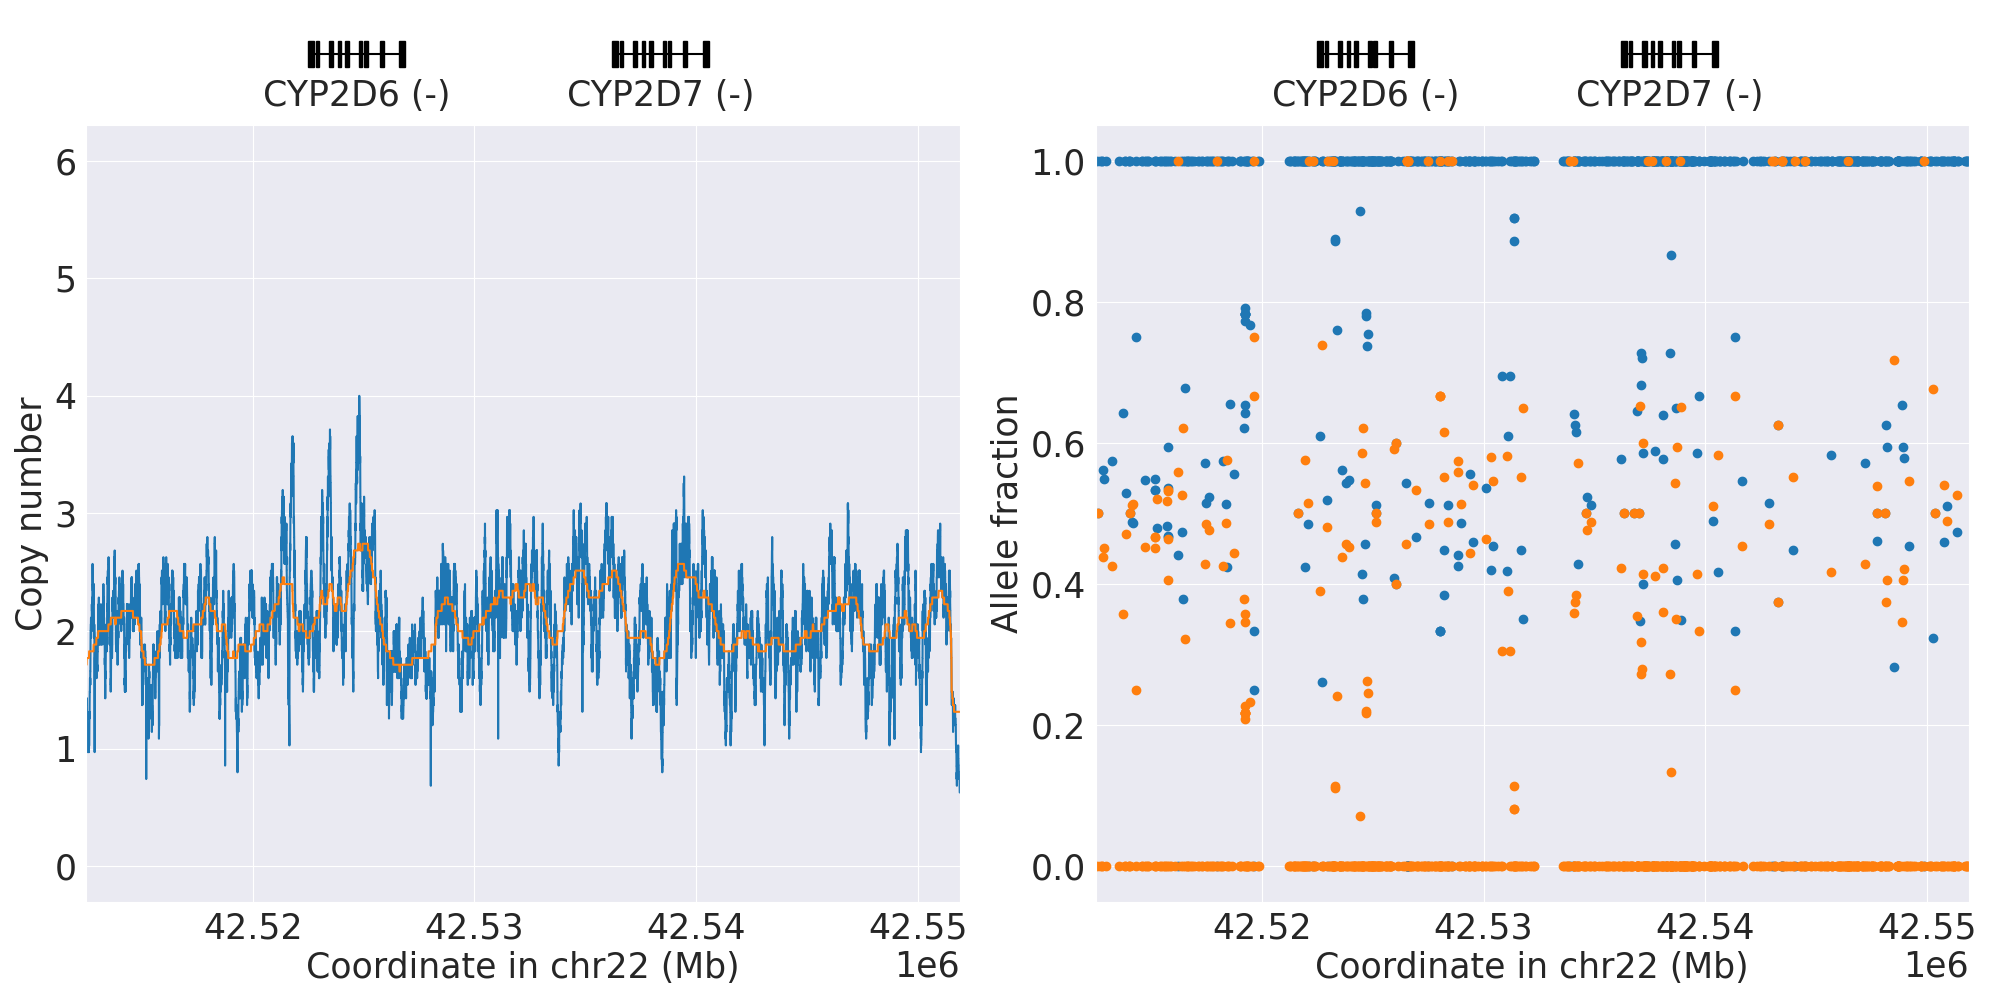 CYP2D6 (-) CYP2D7 (-)
6
5
4
3
2
1
0
Copy number
42.52 42.53 42.54 42.55
1e6
Coordinate in chr22 (Mb)
CYP2D6 (-) CYP2D7 (-)
1.0
0.8
0.6
0.4
0.2
0.0
Allele fraction
42.52 42.53 42.54 42.55
1e6
Coordinate in chr22 (Mb)